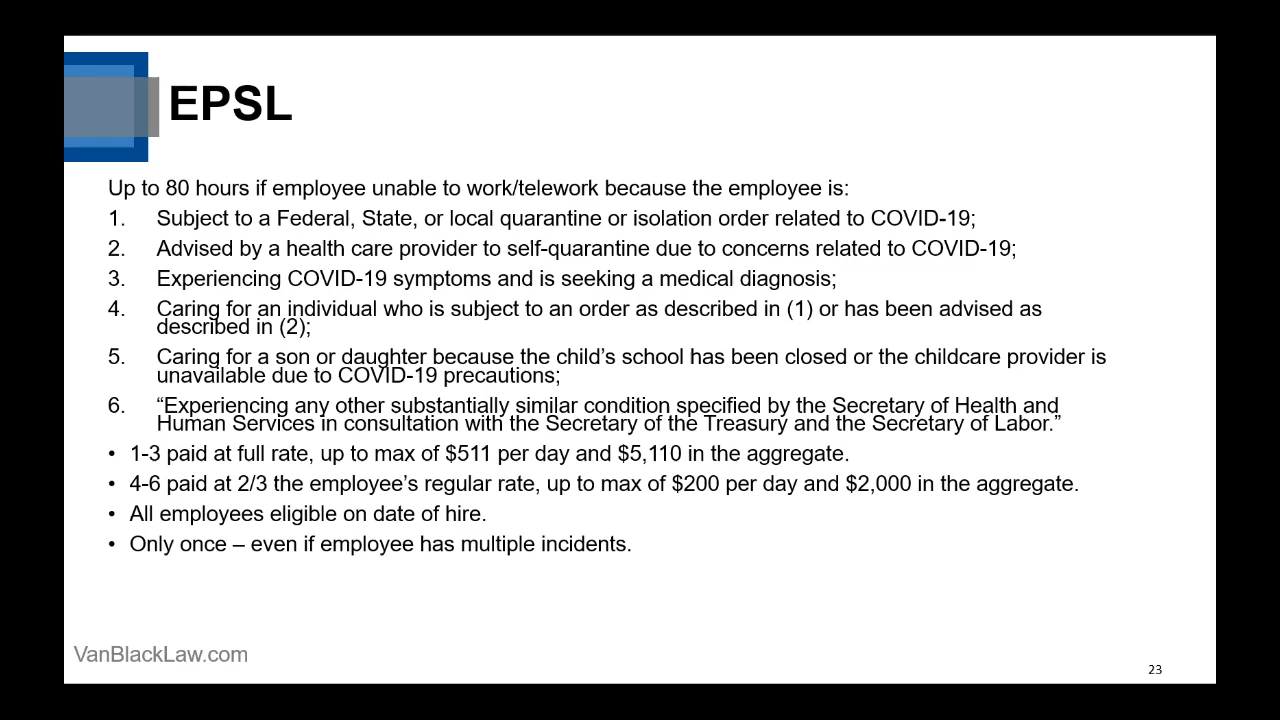 EPSL
Up to 80 hours if employee unable to work/telework because the employee is:
1. Subject to a Federal, State, or local quarantine or isolation order related to COVID-19;
2. Advised by a health care provider to self-quarantine due to concerns related to COVID-19;
3. Experiencing COVID-19 symptoms and is seeking a medical diagnosis;
4. Caring for an individual who is subject to an order as described in (1) or has been advised as
described in (2);
5. Caring for a son or daughter because the child’s school has been closed or the childcare provider is
unavailable due to COVID-19 precautions;
6. “Experiencing any other substantially similar condition specified by the Secretary of Health and
Human Services in consultation with the Secretary of the Treasury and the Secretary of Labor.”
• 1-3 paid at full rate, up to max of $511 per day and $5,110 in the aggregate.
• 4-6 paid at 2/3 the employee’s regular rate, up to max of $200 per day and $2,000 in the aggregate.
• All employees eligible on date of hire.
• Only once – even if employee has multiple incidents.
VanBlackLaw.com
23